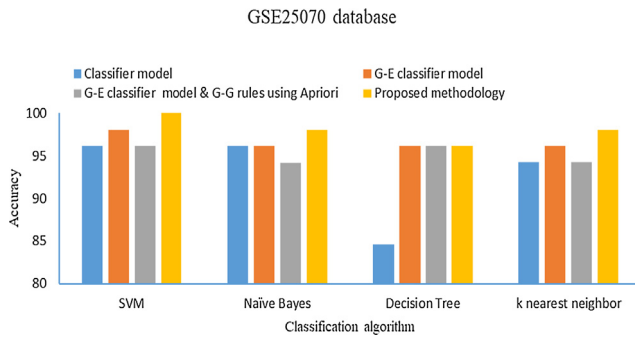 GSE25070 database
Classifier model
G-E classifier model
G-E classifier model & G-G rules using Apriori
Proposed methodology
100
95
90
85
80
Accuracy
SVM
Naïve Bayes
Decision Tree
k nearest neighbor
Classification algorithm